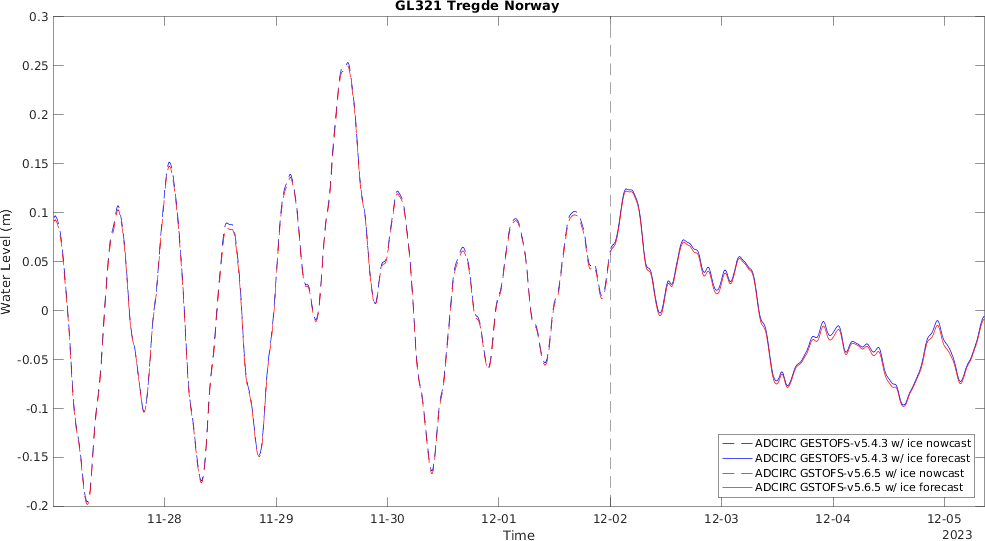 GL321 Tregde Norway
0.3
0.25
0.2
0.15
0.1
0.05
0
-0.05
-0.1
-0.15
-0.2
Water Level (m)
11-28 11-29 11-30 12-01 12-02 12-03 12-04 12-05
Time
2023
ADCIRC GESTOFS-v5.4.3 w/ ice nowcast
ADCIRC GESTOFS-v5.4.3 w/ ice forecast
ADCIRC GSTOFS-v5.6.5 w/ ice nowcast
ADCIRC GSTOFS-v5.6.5 w/ ice forecast